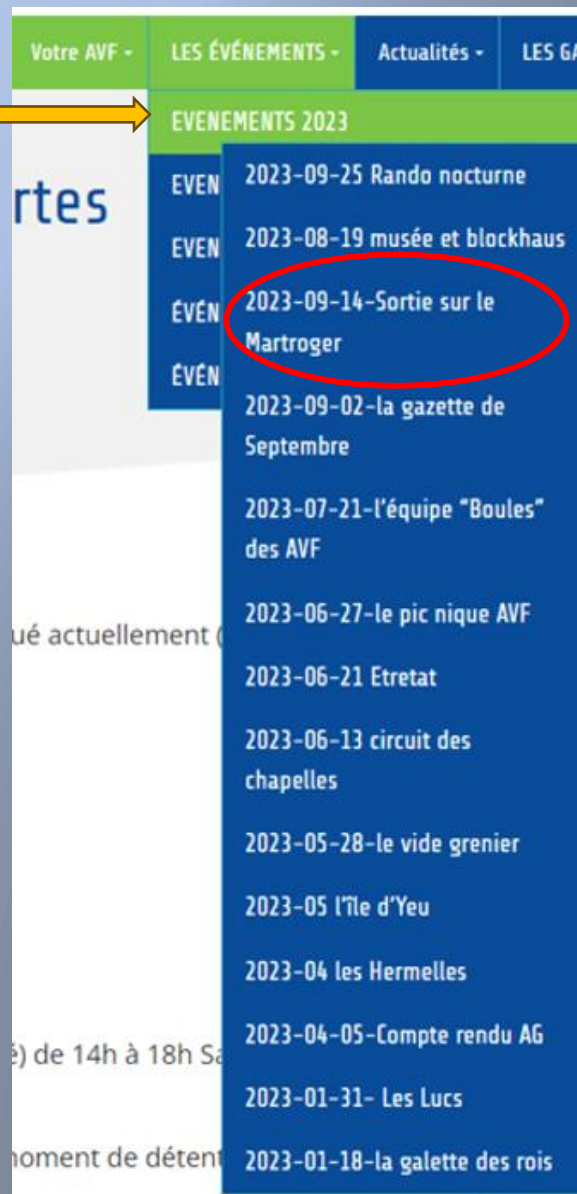 Votre AVF -
LES ÉVÉNEMENTS -
Actualités -
LES GA
EVENEMENTS 2023
rtes
EVEN
EVEN
ÉVÉN
ÉVÉN
2023-09-25 Rando nocturne
2023-08-19 musée et blockhaus
2023-09-14-Sortie sur le
Martroger
2023-09-02-la gazette de
Septembre
2023-07-21-l'équipe "Boules"
des AVF
2023-06-27-le pic nique AVF
2023-06-21 Etretat
2023-06-13 circuit des
chapelles
2023-05-28-le vide grenier
2023-05 l'île d'Yeu
2023-04 les Hermelles
2023-04-05-Compte rendu AG
2023-01-31- Les Lucs
2023-01-18-la galette des rois
ué actuellement (
é) de 14h à 18h Sa
noment de détent